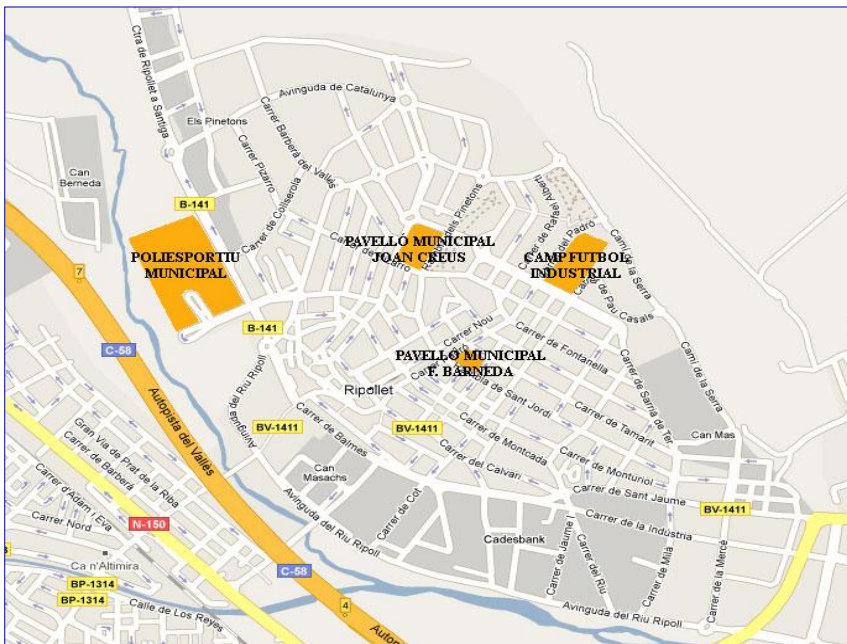 Ctra de Ripollet a Santiga
Avinguda de Catalunya
Els Pinetons
Carrer Barberà del Vallès
Carrer Pizarro
Can
Berneda
B-141
Carrer de Collserola
Carrer de Rafael Alberti
POLIESPORTIU
MUNICIPAL
PAVELLÓ MUNICIPAL
JOAN CREUS
CAMP FUTBOL
INDUSTRIAL
Camí de la Serra
7
B-141
C-58
Carrer Nou
Carrer de Fontanella
de Pau Casals
PAVELLÓ MUNICIPAL
F. BARNEDA
Ripollet
de Sant Jordi
Camí de la Serra
Carrer de Sarrià de Ter
Autopista del Vallès
Avinguda del Riu Ripoll
BV-1411
BV-1411
Carrer de Balmes
Carrer de Tamarit
Can Mas
Gran Via de Prat de la Riba
Carrer de Barberà
Carrer de Montcada
Carrer del Calvari
Carrer de Monturiol
Can
Masachs
Carrer de Sant Jaume
BV-1411
Carrer d'Adam i Eva
Carrer Nord
N-150
Avinguda del Riu Ripoll
Carrer de Cot
Carrer de la Indústria
Cadesbank
Carrer de Jaume I
Carrer del Riu
Carrer de Milà
Carrer de la Mercè
Ca n'Altimira
C-58
BP-1314
BP-1314
Calle de Los Reyes
4
Avinguda del Riu Ripoll